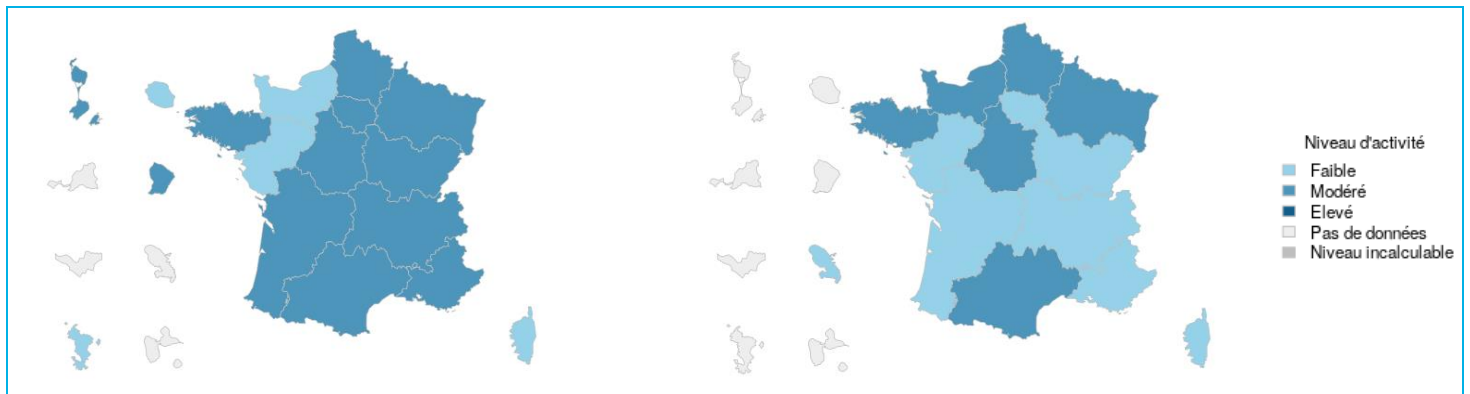 Niveau d'activité
Faible
Modéré
Elevé
Pas de données
Niveau incalculable